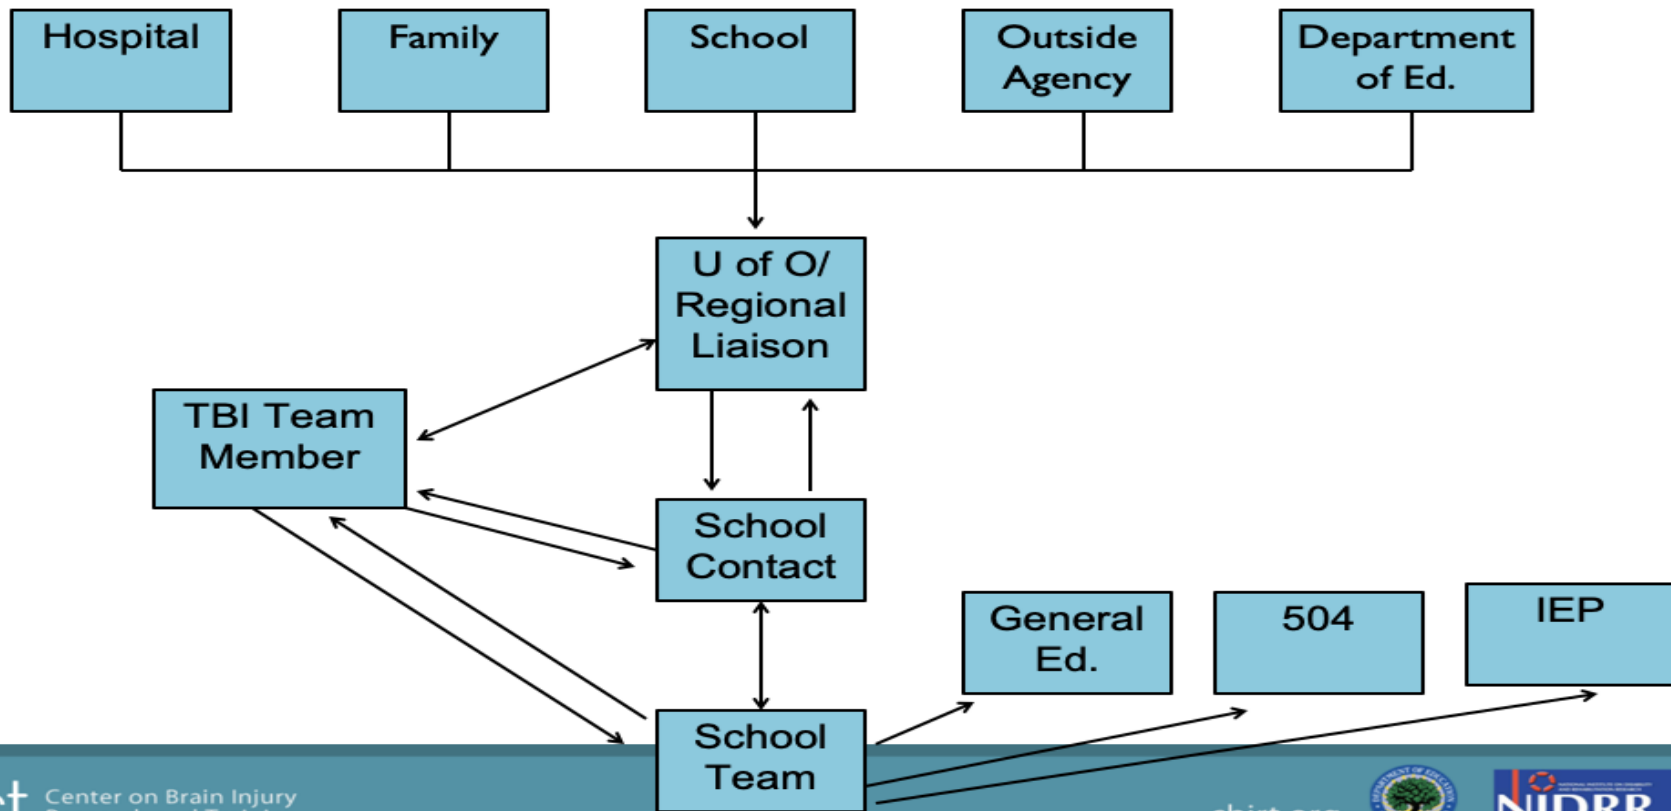 Hospital
Family
School
Outside
Agency
Department
of Ed.
U of O/
Regional
Liaison
TBI Team
Member
School
Contact
General
Ed.
504
IEP
School
Team
Center on Brain Injury
NIDRR